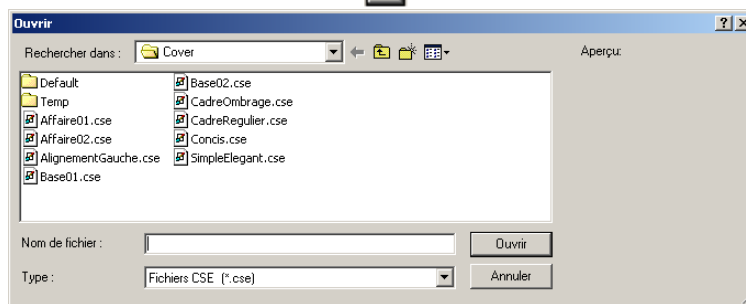 Ouvrir
Rechercher dans : Cover Aperçu:
Default Base02.cse
Temp CadreOmbrage.cse
Affaire01.cse CadreRegulier.cse
Affaire02.cse Concis.cse
AlignementGauche.cse SimpleElegant.cse
Base01.cse
Nom de fichier : Ouvrir
Type : Fichiers CSE (*.cse) Annuler